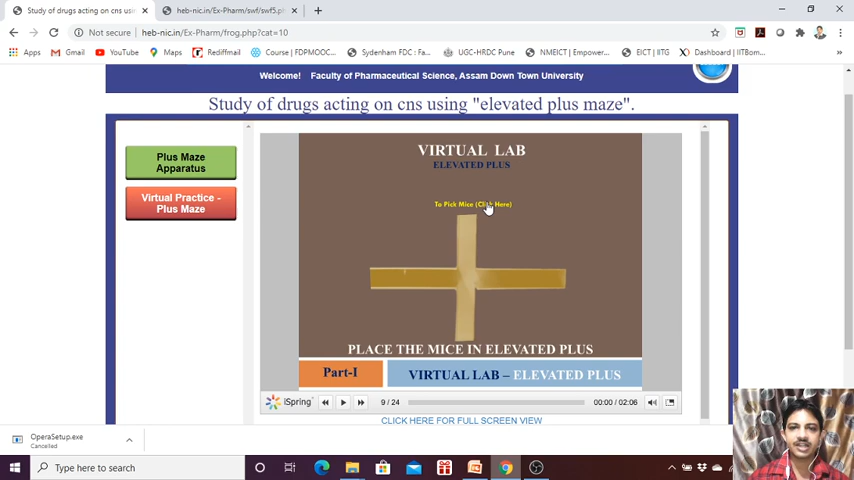 Study of drugs acting on cns usin
heb-nic.in/Ex-Pharm/swf/swf5.p
Not secure
heb-nic.in/Ex-Pharm/frog.php?cat=10
Apps
Gmail
YouTube
Maps
Rediffmail
Course | FDPMOOC...
Sydenham FDC : Fa...
UGC-HRDC Pune
NMEICT | Empower...
EICT | IITG
Dashboard | IITBom...
Welcome! Faculty of Pharmaceutical Science, Assam Down Town University
Study of drugs acting on cns using "elevated plus maze".
Plus Maze
Apparatus
Virtual Practice -
Plus Maze
VIRTUAL LAB
ELEVATED PLUS
To Pick Mice (Click Here)
PLACE THE MICE IN ELEVATED PLUS
Part-I
VIRTUAL LAB – ELEVATED PLUS
iSpring
9 / 24
00:00 / 02:06
CLICK HERE FOR FULL SCREEN VIEW
OperaSetup.exe
Cancelled
Type here to search